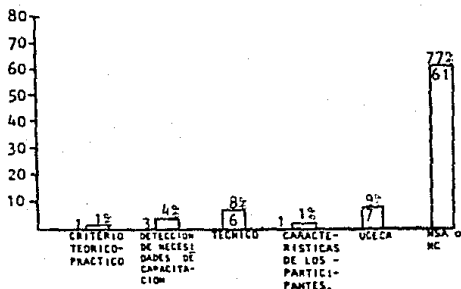 80
70
60
50
40
30
20
10
1 1%
3 4%
8%
6
1 1%
9%
7
77%
61
CRITERIO
TEORICO-
PRACTICO
DETECCION
DE NECESI
DADES DE
CAPACITA-
CION
TECNICO
CARACTE-
RISTICAS
DE LOS -
PARTICI-
PANTES.
UCECA
NSA O
NC